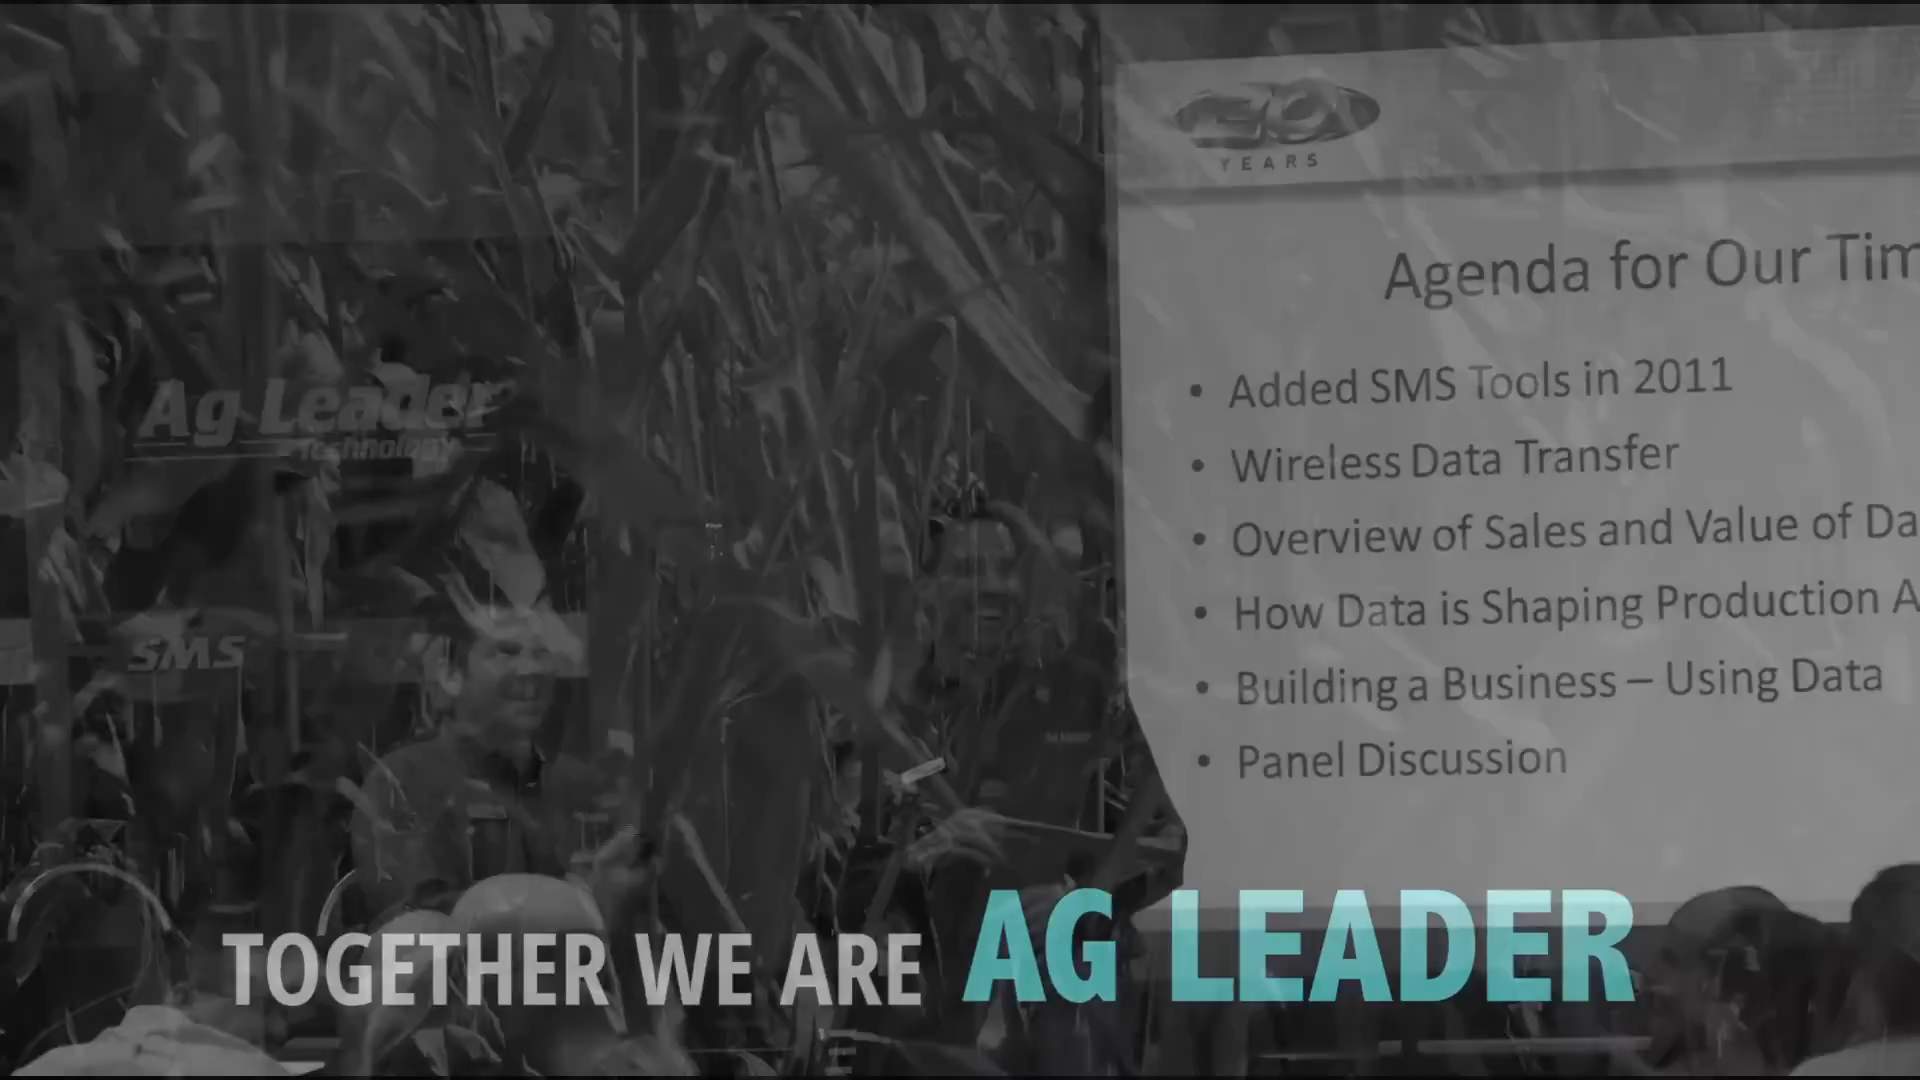 YEARS
Agenda for Our Tim
• Added SMS Tools in 2011
• Wireless Data Transfer
• Overview of Sales and Value of Da
• How Data is Shaping Production A
• Building a Business – Using Data
• Panel Discussion
Ag Leader
Technology
SMS
TOGETHER WE ARE AG LEADER